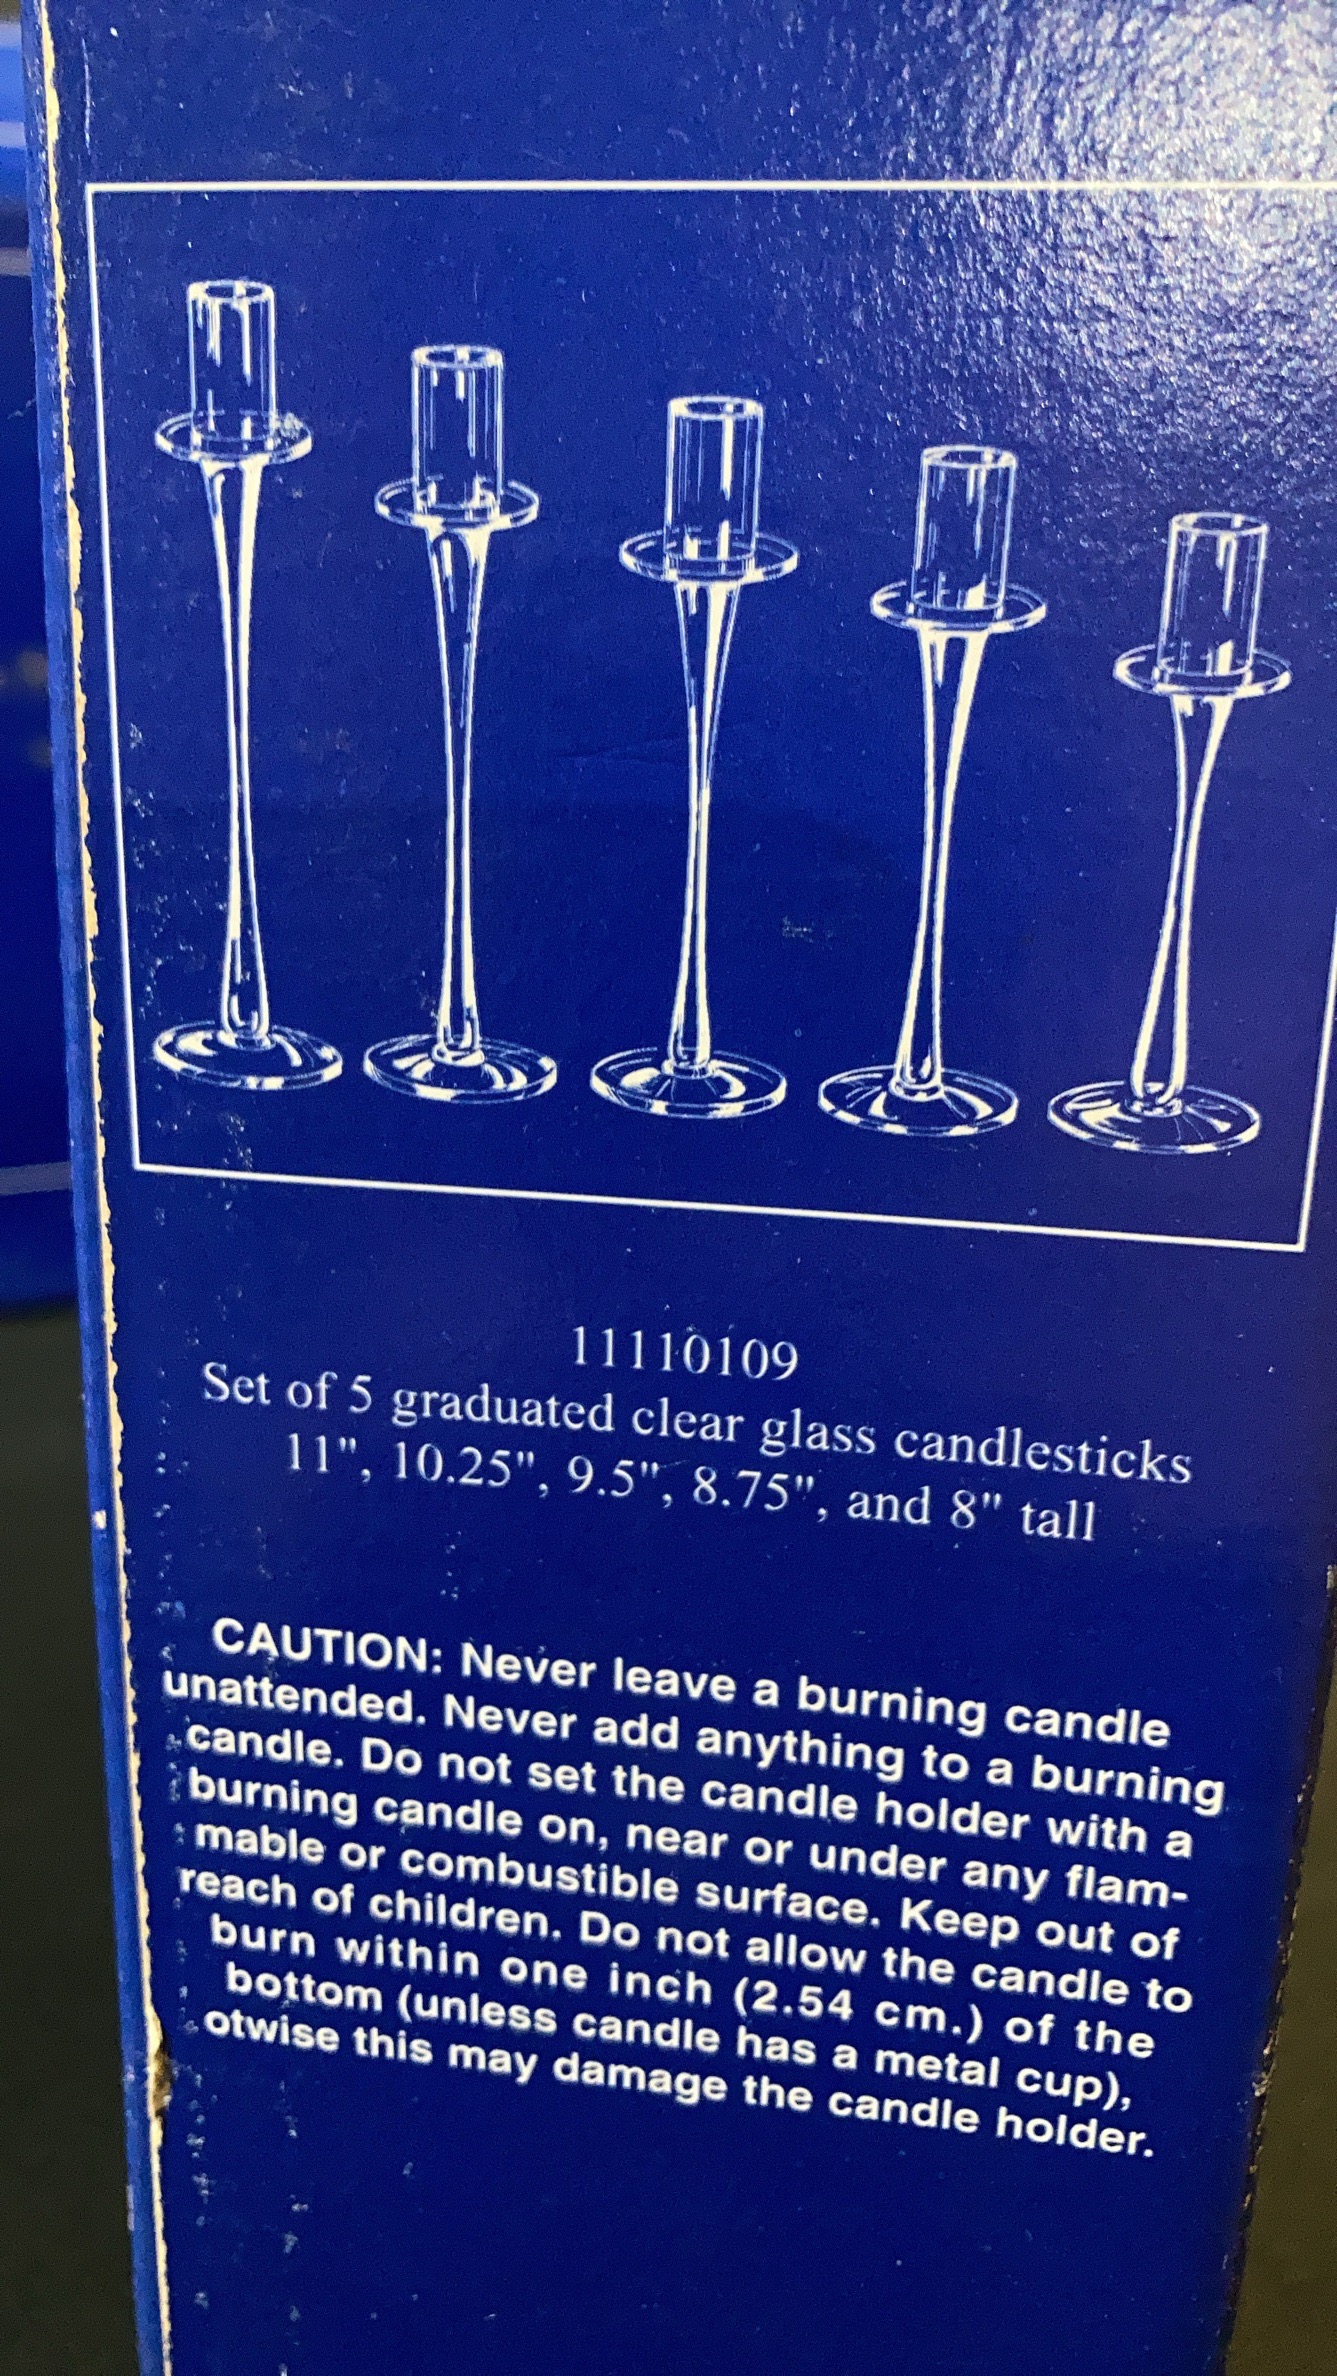 11110109
Set of 5 graduated clear glass candlesticks
11", 10.25", 9.5", 8.75", and 8" tall
CAUTION: Never leave a burning candle
unattended. Never add anything to a burning
candle. Do not set the candle holder with a
burning candle on, near or under any flam-
mable or combustible surface. Keep out of
reach of children. Do not allow the candle to
burn within one inch (2.54 cm.) of the
bottom (unless candle has a metal cup),
otwise this may damage the candle holder.